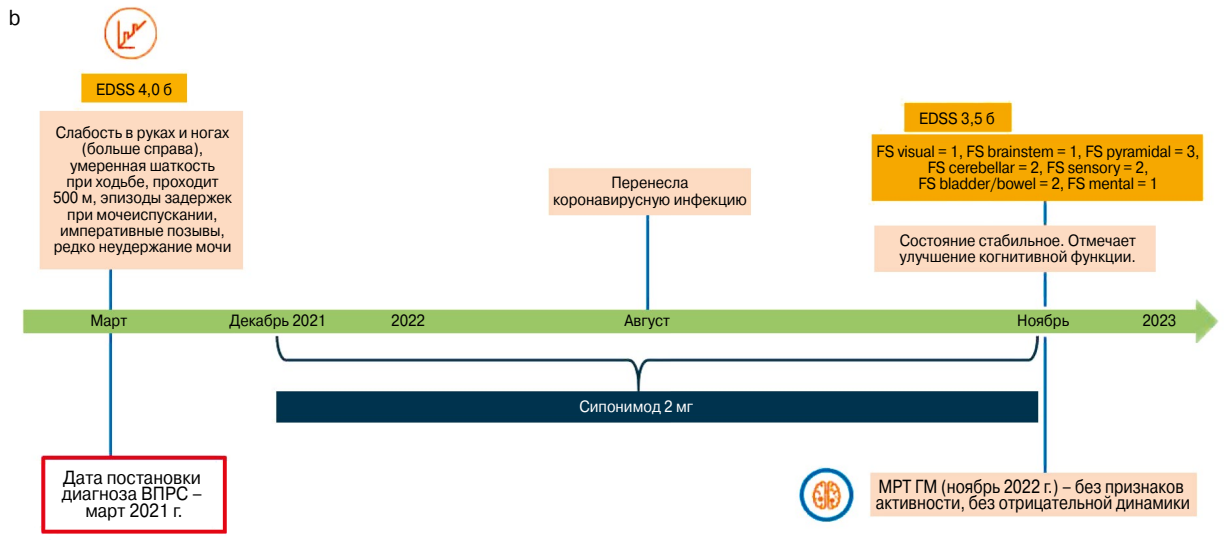 b
EDSS 4,0 б
Слабость в руках и ногах
(больше справа),
умеренная шаткость
при ходьбе, проходит
500 м, эпизоды задержек
при мочеиспускании,
императивные позывы,
редко неудержание мочи
Перенесла
коронавирусную инфекцию
EDSS 3,5 б
FS visual = 1, FS brainstem = 1, FS pyramidal = 3,
FS cerebellar = 2, FS sensory = 2,
FS bladder/bowel = 2, FS mental = 1
Состояние стабильное. Отмечает
улучшение когнитивной функции.
Март Декабрь 2021 2022 Август Ноябрь 2023
Сипонимод 2 мг
Дата постановки
диагноза ВПРС –
март 2021 г.
МРТ ГМ (ноябрь 2022 г.) – без признаков
активности, без отрицательной динамики